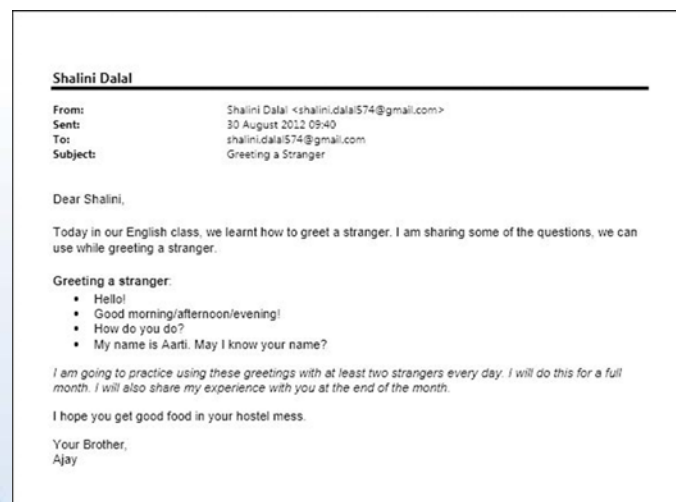 Shalini Dalal
From: Shalini Dalal <shalini.dalal574@gmail.com>
Sent: 30 August 2012 09:40
To: shalini.dalal574@gmail.com
Subject: Greeting a Stranger
Dear Shalini,
Today in our English class, we learnt how to greet a stranger. I am sharing some of the questions, we can
use while greeting a stranger.
Greeting a stranger:
• Hello!
• Good morning/afternoon/evening!
• How do you do?
• My name is Aarti. May I know your name?
I am going to practice using these greetings with at least two strangers every day. I will do this for a full
month. I will also share my experience with you at the end of the month.
I hope you get good food in your hostel mess.
Your Brother,
Ajay